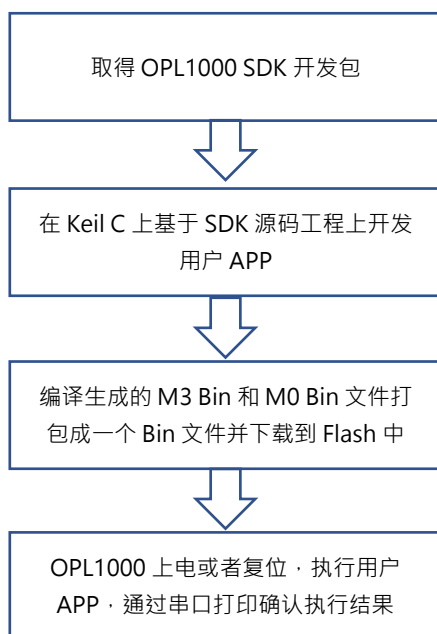 取得 OPL1000 SDK 开发包
在 Keil C 上基于 SDK 源码工程上开发
用户 APP
编译生成的 M3 Bin 和 M0 Bin 文件打
包成一个 Bin 文件并下载到 Flash 中
OPL1000 上电或者复位，执行用户
APP，通过串口打印确认执行结果